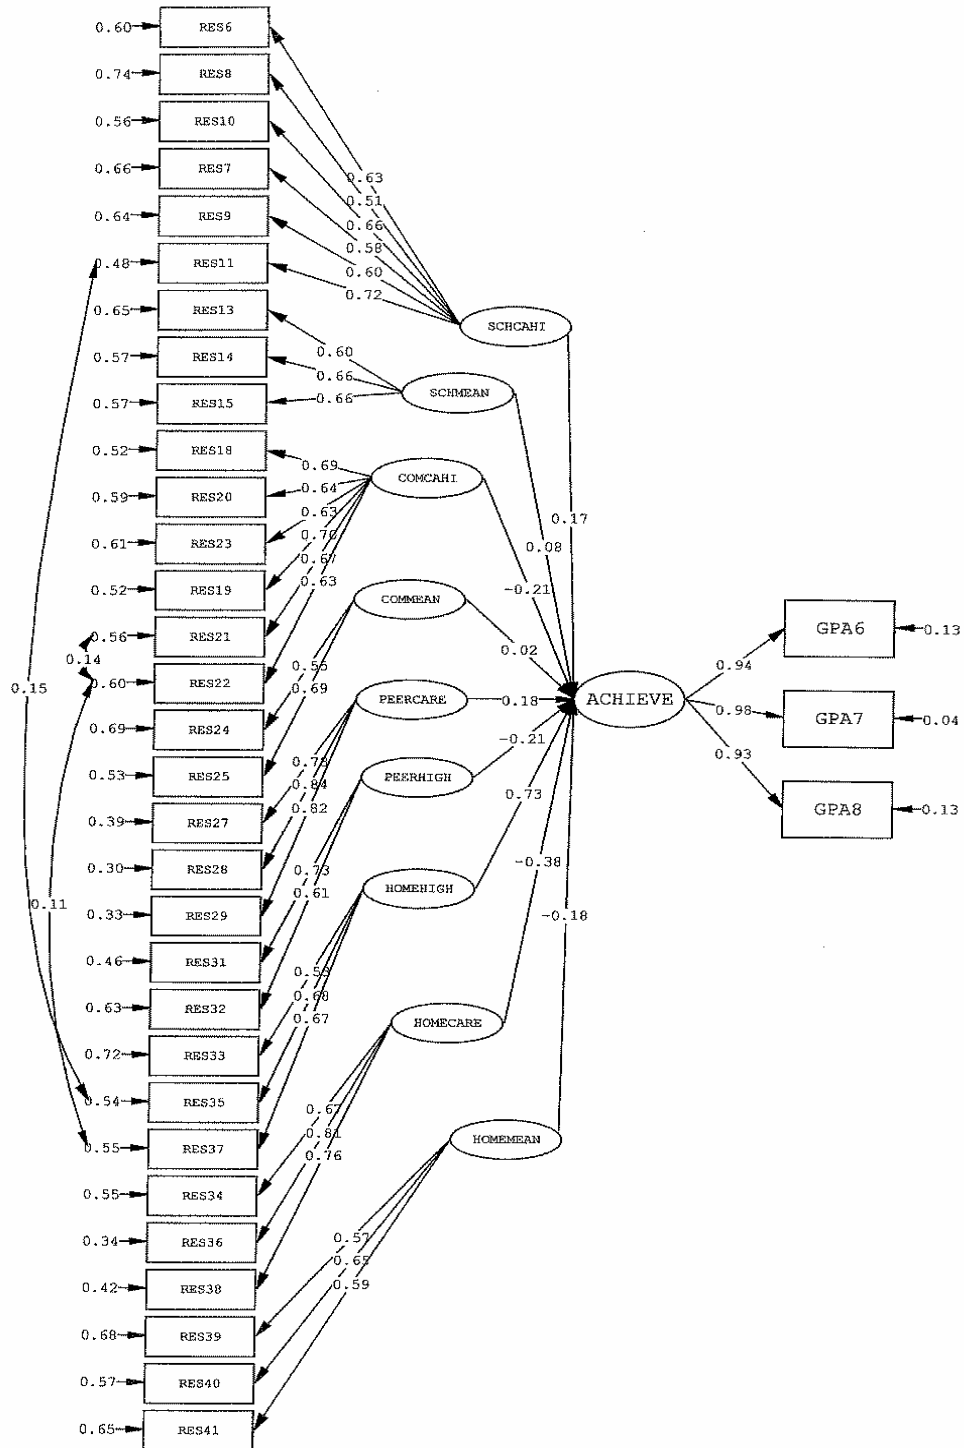 0.60 RES6
0.74 RES8
0.56 RES10
0.66 RES7
0.63
0.51
0.64 RES9
0.66
0.58
0.48 RES11
0.60
0.72
0.65 RES13
SCHCAHI
0.57 RES14
0.60
0.66
0.57 RES15
0.66
SCHMEAN
0.52 RES18
0.69
COMCAHI
0.59 RES20
0.64
0.63
0.17
0.61 RES23
0.70
0.08
0.67
0.52 RES19
0.63
-0.21
COMMEAN
0.56 RES21
GPA6 0.13
0.14
0.02
0.94
0.15
0.60 RES22
0.69
PEERCARE
0.18
ACHIEVE
0.98
GPA7 0.04
0.69 RES24
-0.21
0.93
0.53 RES25
0.84
PEERHIGH
0.73
GPA8 0.13
0.39 RES27
0.82
0.30 RES28
0.73
-0.38
0.11
0.61
HOMEHIGH
0.33 RES29
-0.18
0.46 RES31
0.63 RES32
0.68
0.67
HOMECARE
0.72 RES33
0.54 RES35
0.67
0.81
0.55 RES37
0.76
HOMEMEAN
0.55 RES34
0.34 RES36
0.57
0.65
0.42 RES38
0.59
0.68 RES39
0.57 RES40
0.65 RES41